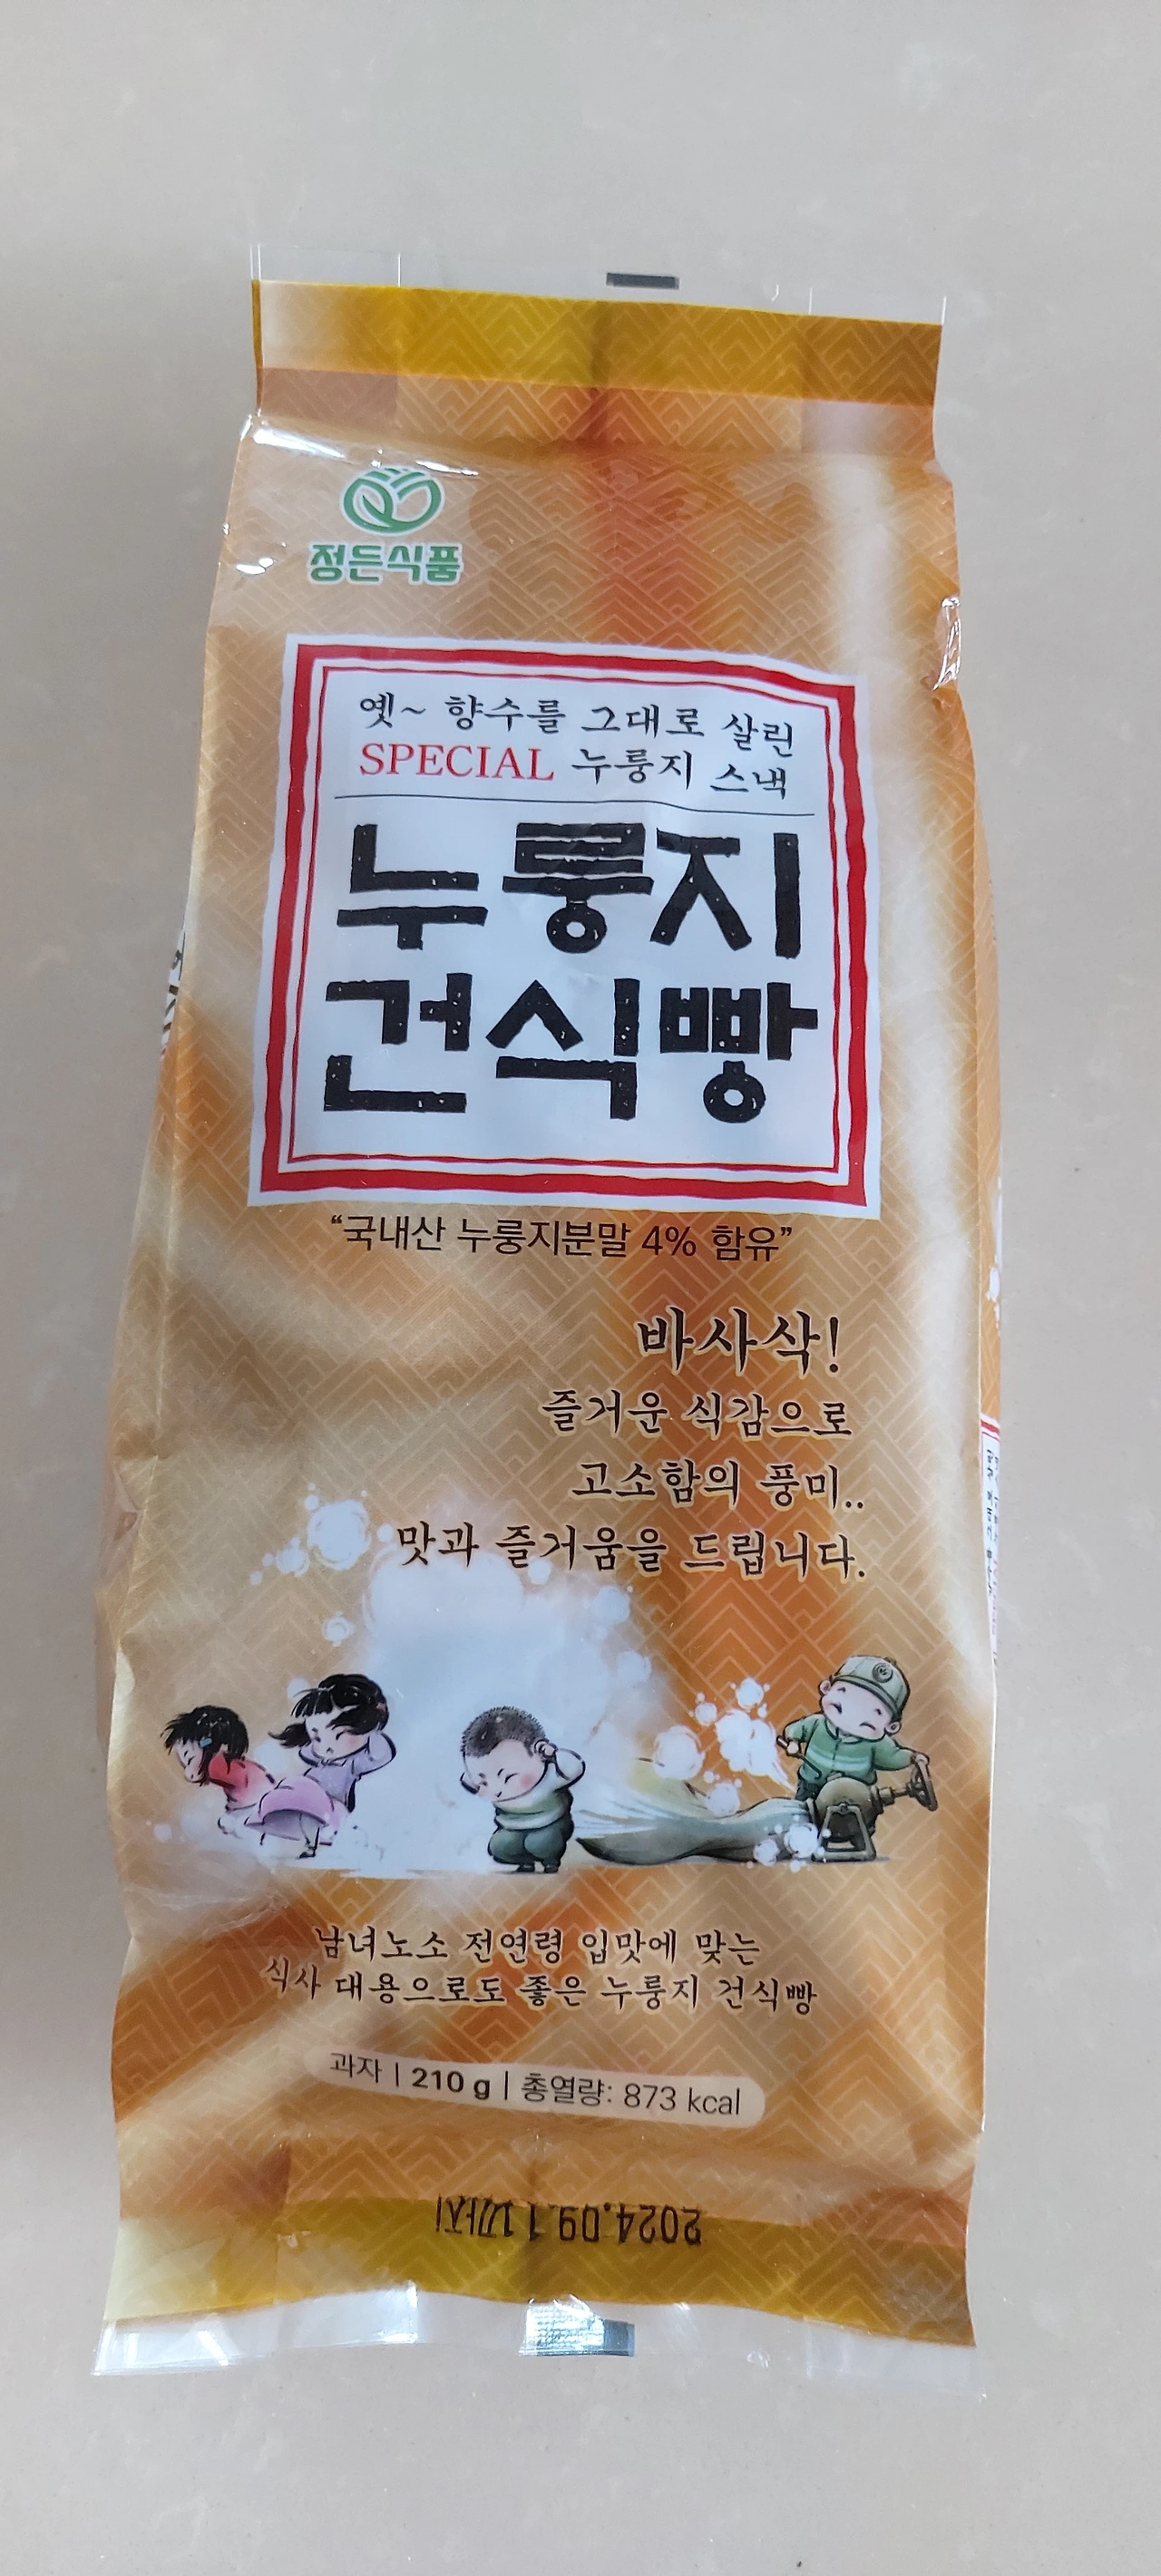 정든식품
옛~ 향수를 그대로 살린
SPECIAL 누룽지 스낵
누룽지
건식빵
“국내산 누룽지분말 4% 함유”
바사삭!
즐거운 식감으로
고소함의 풍미..
맛과 즐거움을 드립니다.
남녀노소 전연령 입맛에 맞는
식사 대용으로도 좋은 누룽지 건식빵
과자 | 210 g | 총열량: 873 kcal
2024.09.11까지